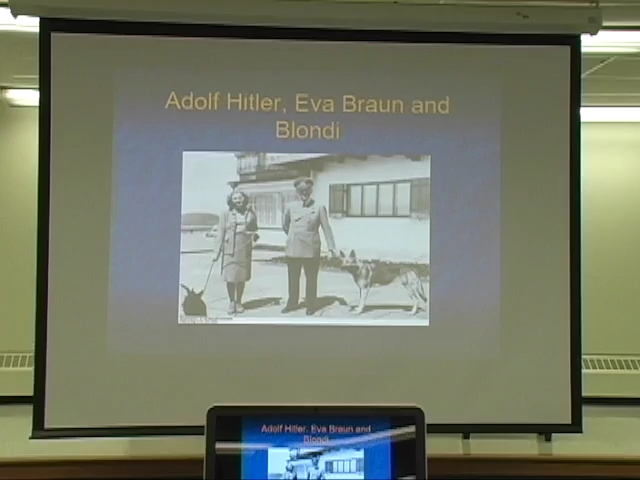 Adolf Hitler, Eva Braun and
Blondi
Adolf Hitler, Eva Braun and
Blondi